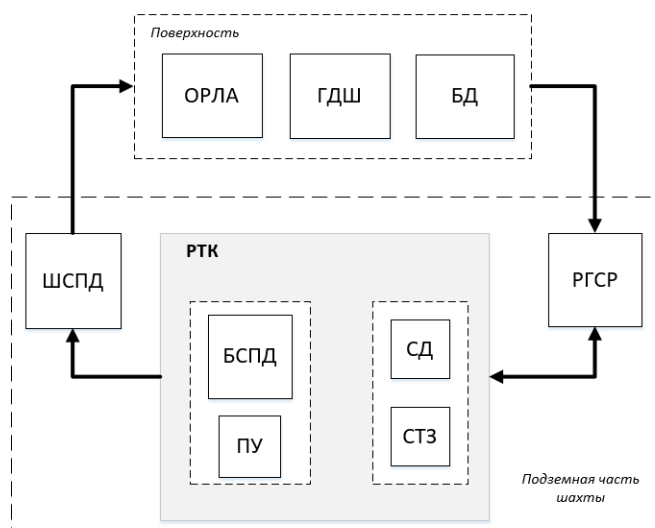 Поверхность
ОРЛА
ГДШ
БД
ШСПД
РТК
РГСР
БСПД
СД
ПУ
СТЗ
Подземная часть
шахты